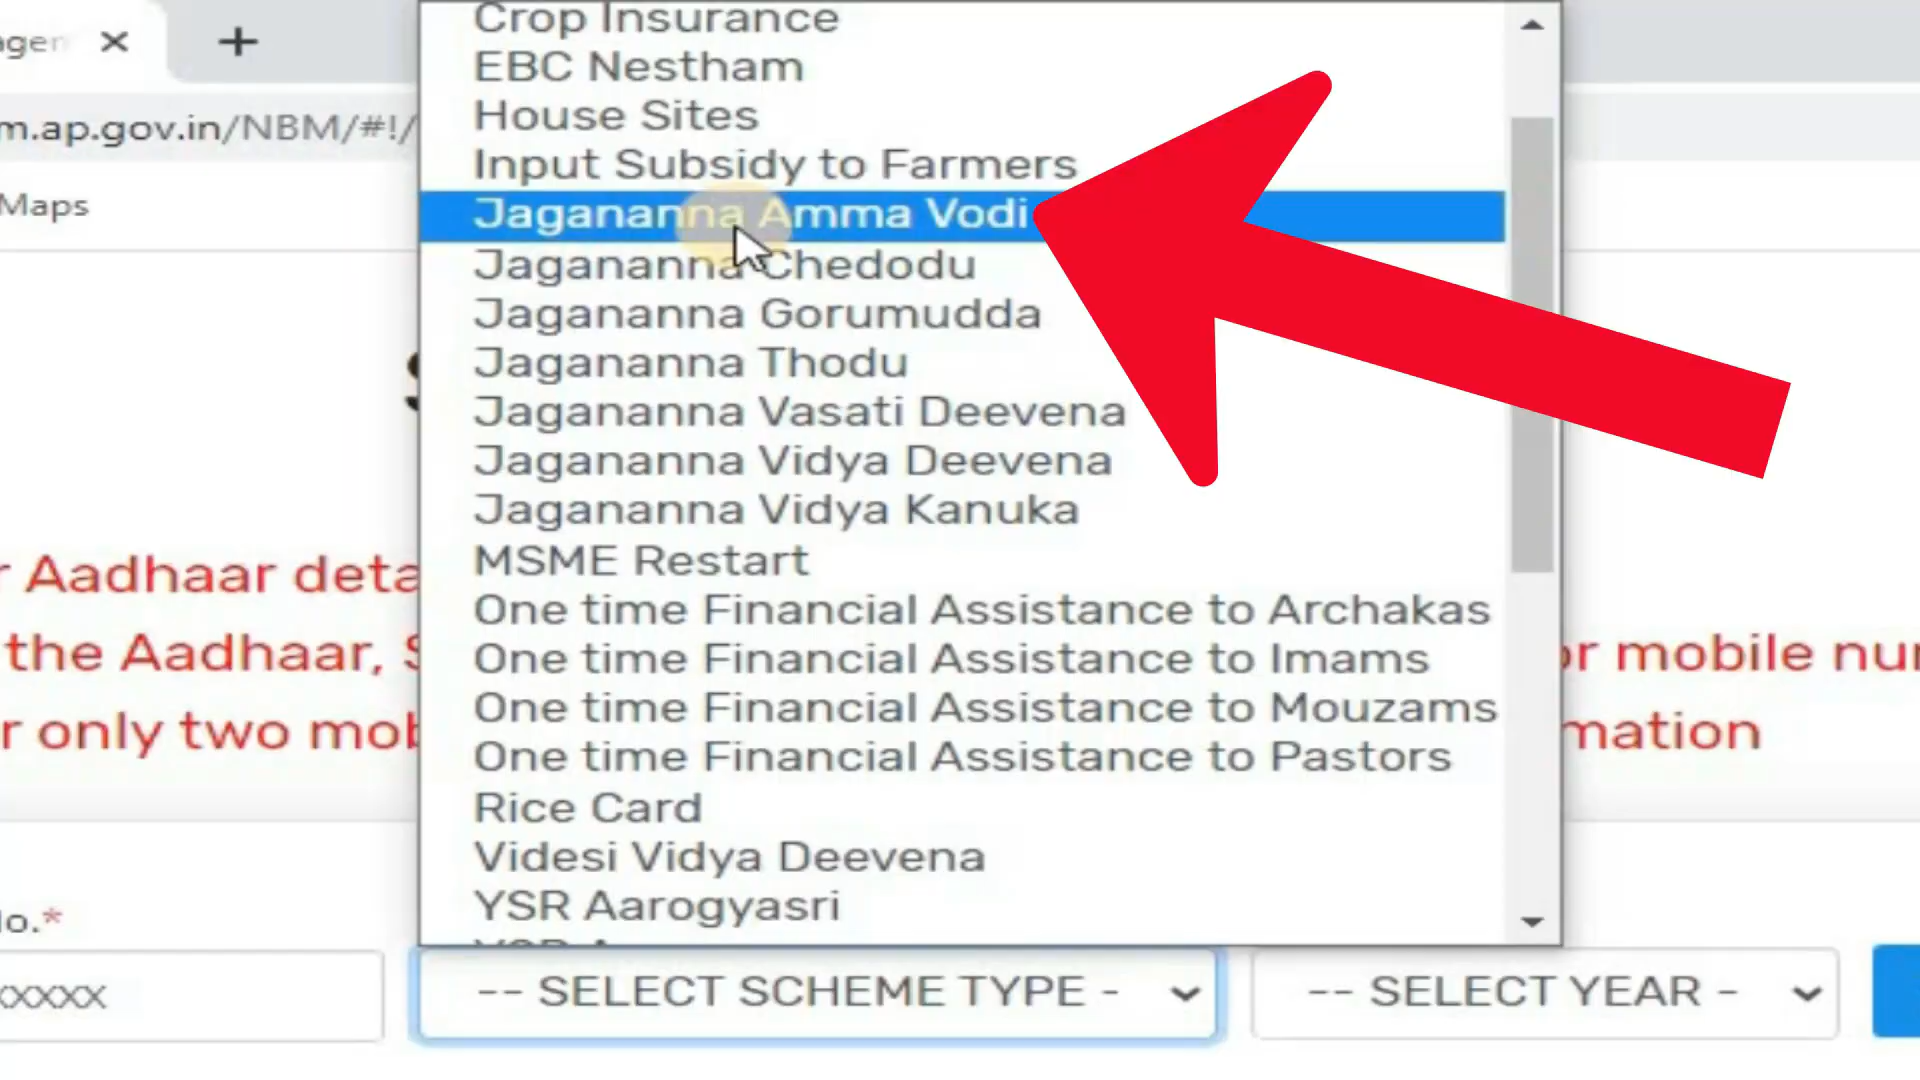 Crop Insurance
EBC Nestham
m.ap.gov.in/NBM/#!/
House Sites
Input Subsidy to Farmers
Maps
Jagananna Amma Vodi
Jagananna Chedodu
Jagananna Gorumudda
Jagananna Thodu
Jagananna Vasati Deevena
Jagananna Vidya Deevena
Jagananna Vidya Kanuka
MSME Restart
r Aadhaar deta
One time Financial Assistance to Archakas
the Aadhaar, S
One time Financial Assistance to Imams
or mobile nu
One time Financial Assistance to Mouzams
r only two mob
mation
One time Financial Assistance to Pastors
Rice Card
Videsi Vidya Deevena
YSR Aarogyasri
lo.*
xxxxx
-- SELECT SCHEME TYPE -
-- SELECT YEAR -